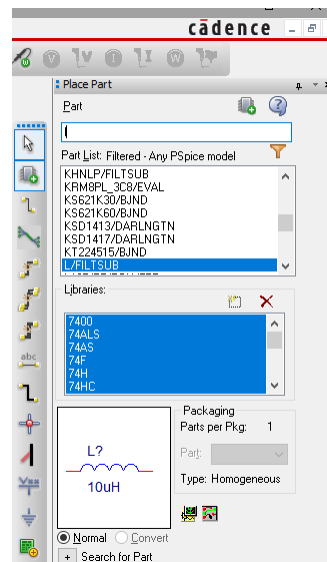 cādence
V
I
W
Place Part
Part
l
Part List: Filtered - Any PSpice model
KHNLP/FILTSUB
KRM8PL_3C8/EVAL
KS621K30/BJND
KS621K60/BJND
KSD1413/DARLNGTN
KSD1417/DARLNGTN
KT224515/BJND
L/FILTSUB
Libraries:
7400
74ALS
74AS
74F
74H
74HC
abc
L?
10uH
Packaging
Parts per Pkg: 1
Part:
Type: Homogeneous
Normal Convert
+ Search for Part